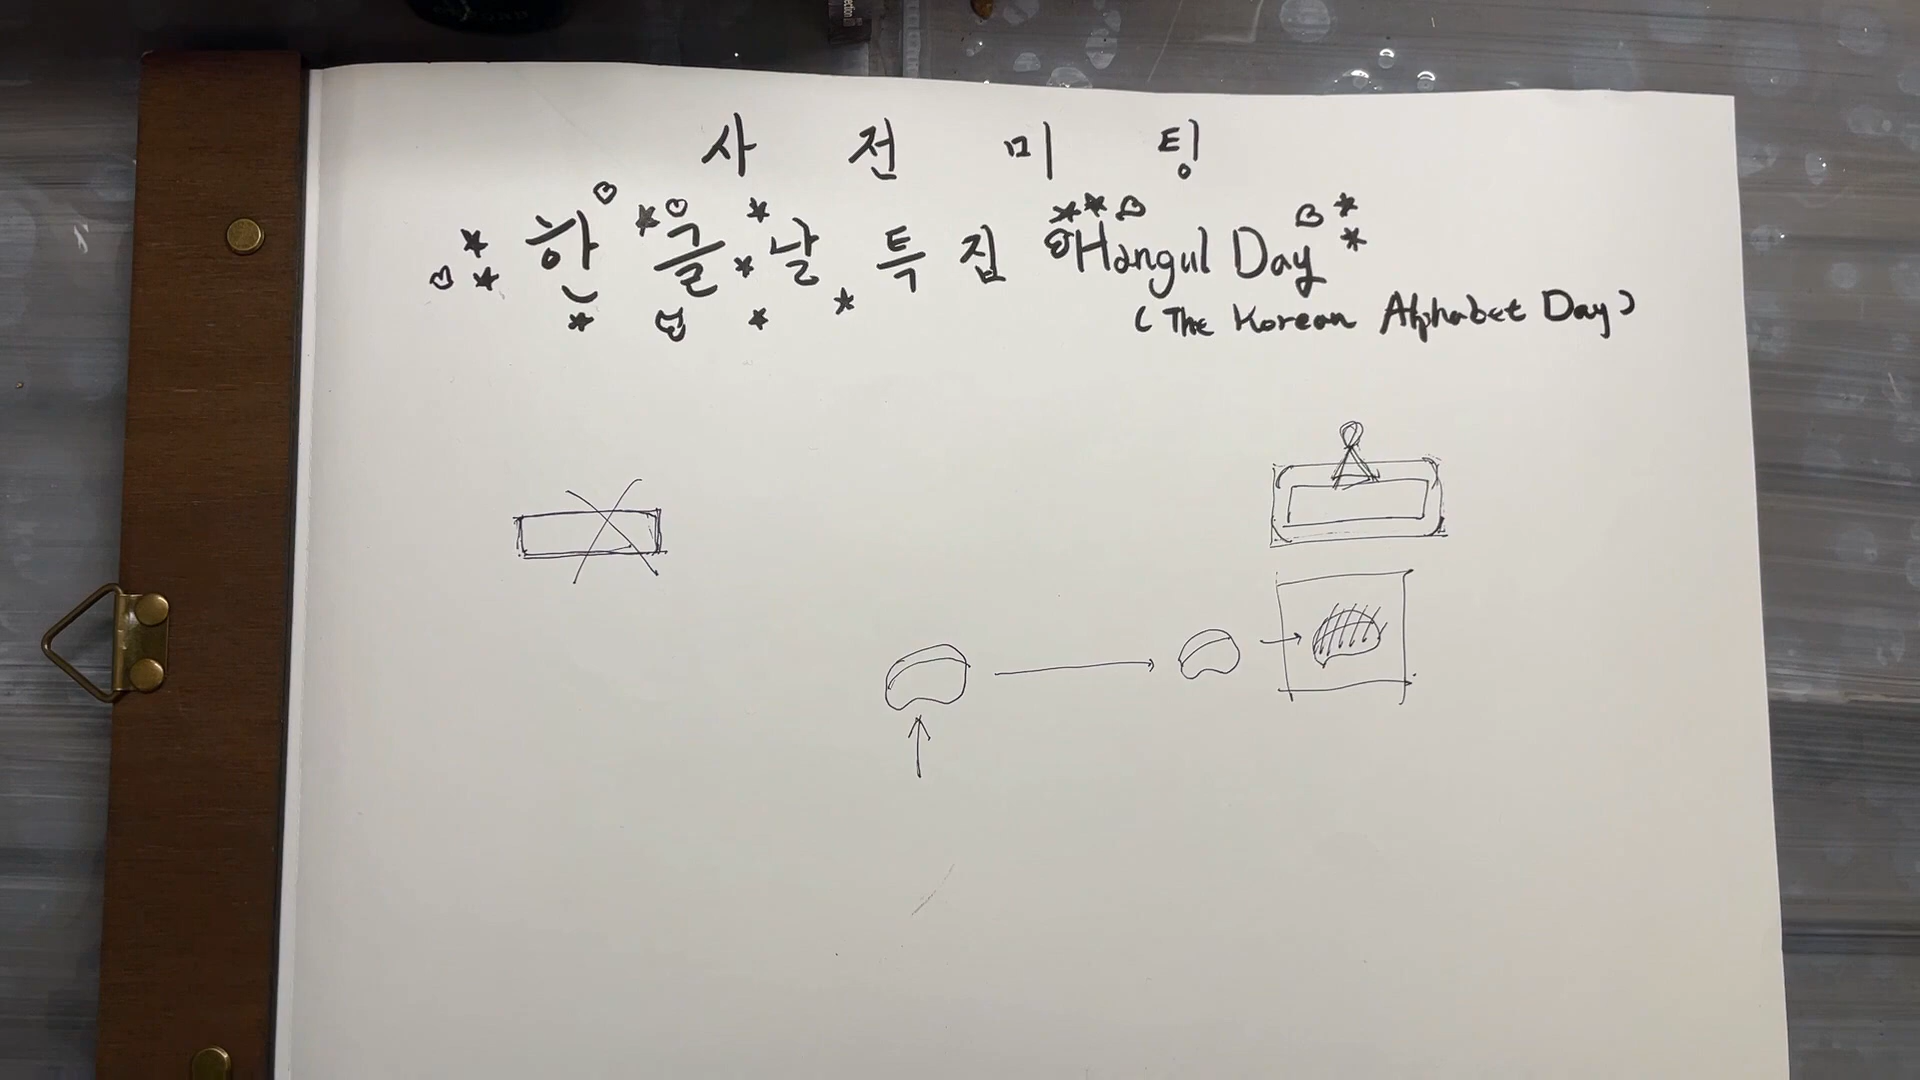 사 전 미 팅
한 글 날 특 집 Hangul Day
(The Korean Alphabet Day)